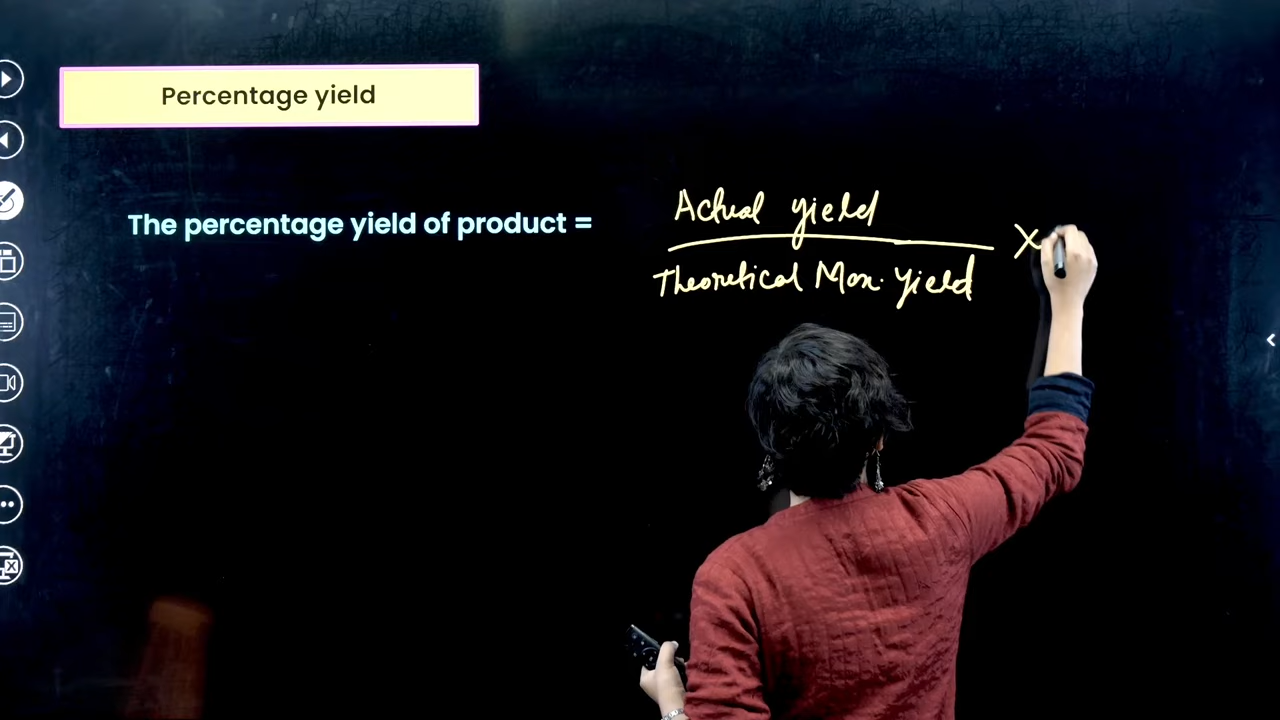 Percentage yield
The percentage yield of product =
Actual yield
Theoretical Max. yield
X